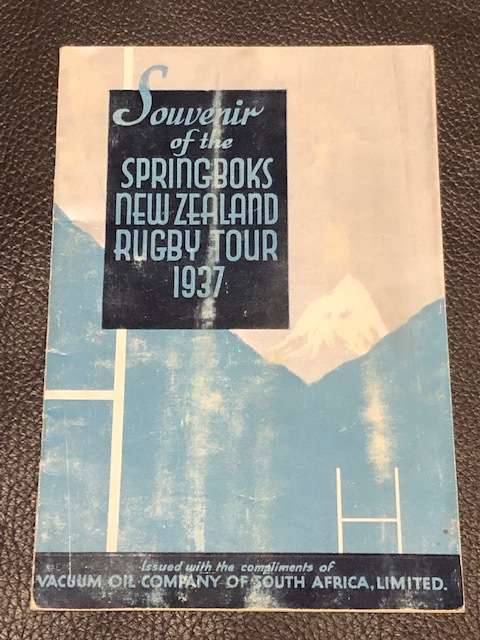 Souvenir
of the
SPRINGBOKS
NEW ZEALAND
RUGBY TOUR
1937
Issued with the compliments of
VACUUM OIL COMPANY OF SOUTH AFRICA, LIMITED.